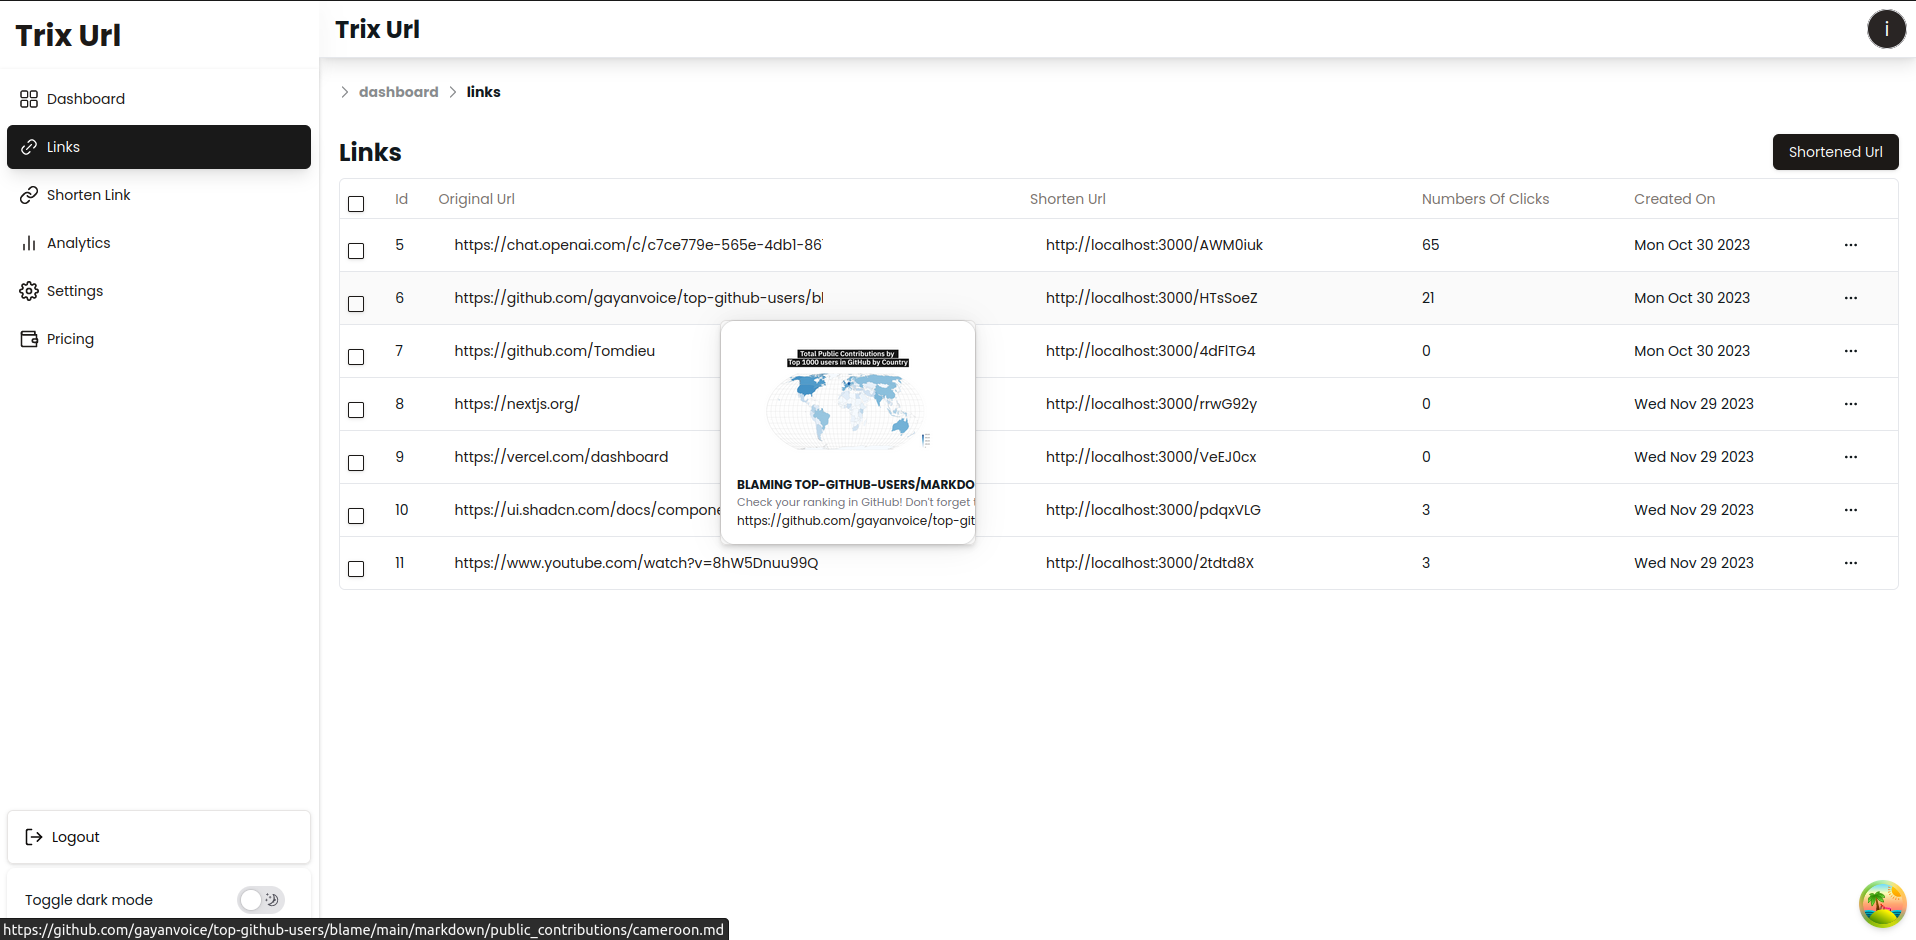 Trix Url
Trix Url
i
Dashboard
Links
Shorten Link
Analytics
Settings
Pricing
dashboard links
Links
Shortened Url
Id Original Url Shorten Url Numbers Of Clicks Created On
5 https://chat.openai.com/c/c7ce779e-565e-4db1-86 http://localhost:3000/AWM0iuk 65 Mon Oct 30 2023 ...
6 https://github.com/gayanvoice/top-github-users/bl http://localhost:3000/HTsSoeZ 21 Mon Oct 30 2023 ...
7 https://github.com/Tomdieu http://localhost:3000/4dFlTG4 0 Mon Oct 30 2023 ...
8 https://nextjs.org/ http://localhost:3000/rrwG92y 0 Wed Nov 29 2023 ...
9 https://vercel.com/dashboard http://localhost:3000/VeEJ0cx 0 Wed Nov 29 2023 ...
10 https://ui.shadcn.com/docs/compone http://localhost:3000/pdqxVLG 3 Wed Nov 29 2023 ...
11 https://www.youtube.com/watch?v=8hW5Dnuu99Q http://localhost:3000/2tdtd8X 3 Wed Nov 29 2023 ...
Total Public Contributions by
Top 1000 users in GitHub by Country
BLAMING TOP-GITHUB-USERS/MARKDO
Check your ranking in GitHub! Don't forget t
https://github.com/gayanvoice/top-git
Logout
Toggle dark mode
https://github.com/gayanvoice/top-github-users/blame/main/markdown/public_contributions/cameroon.md